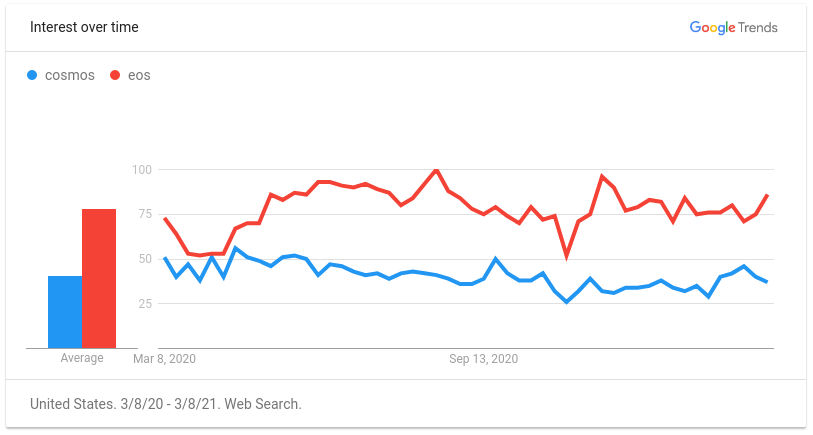 Interest over time
Google Trends
cosmos eos
100
75
50
25
Average
Mar 8, 2020 Sep 13, 2020
United States. 3/8/20 - 3/8/21. Web Search.